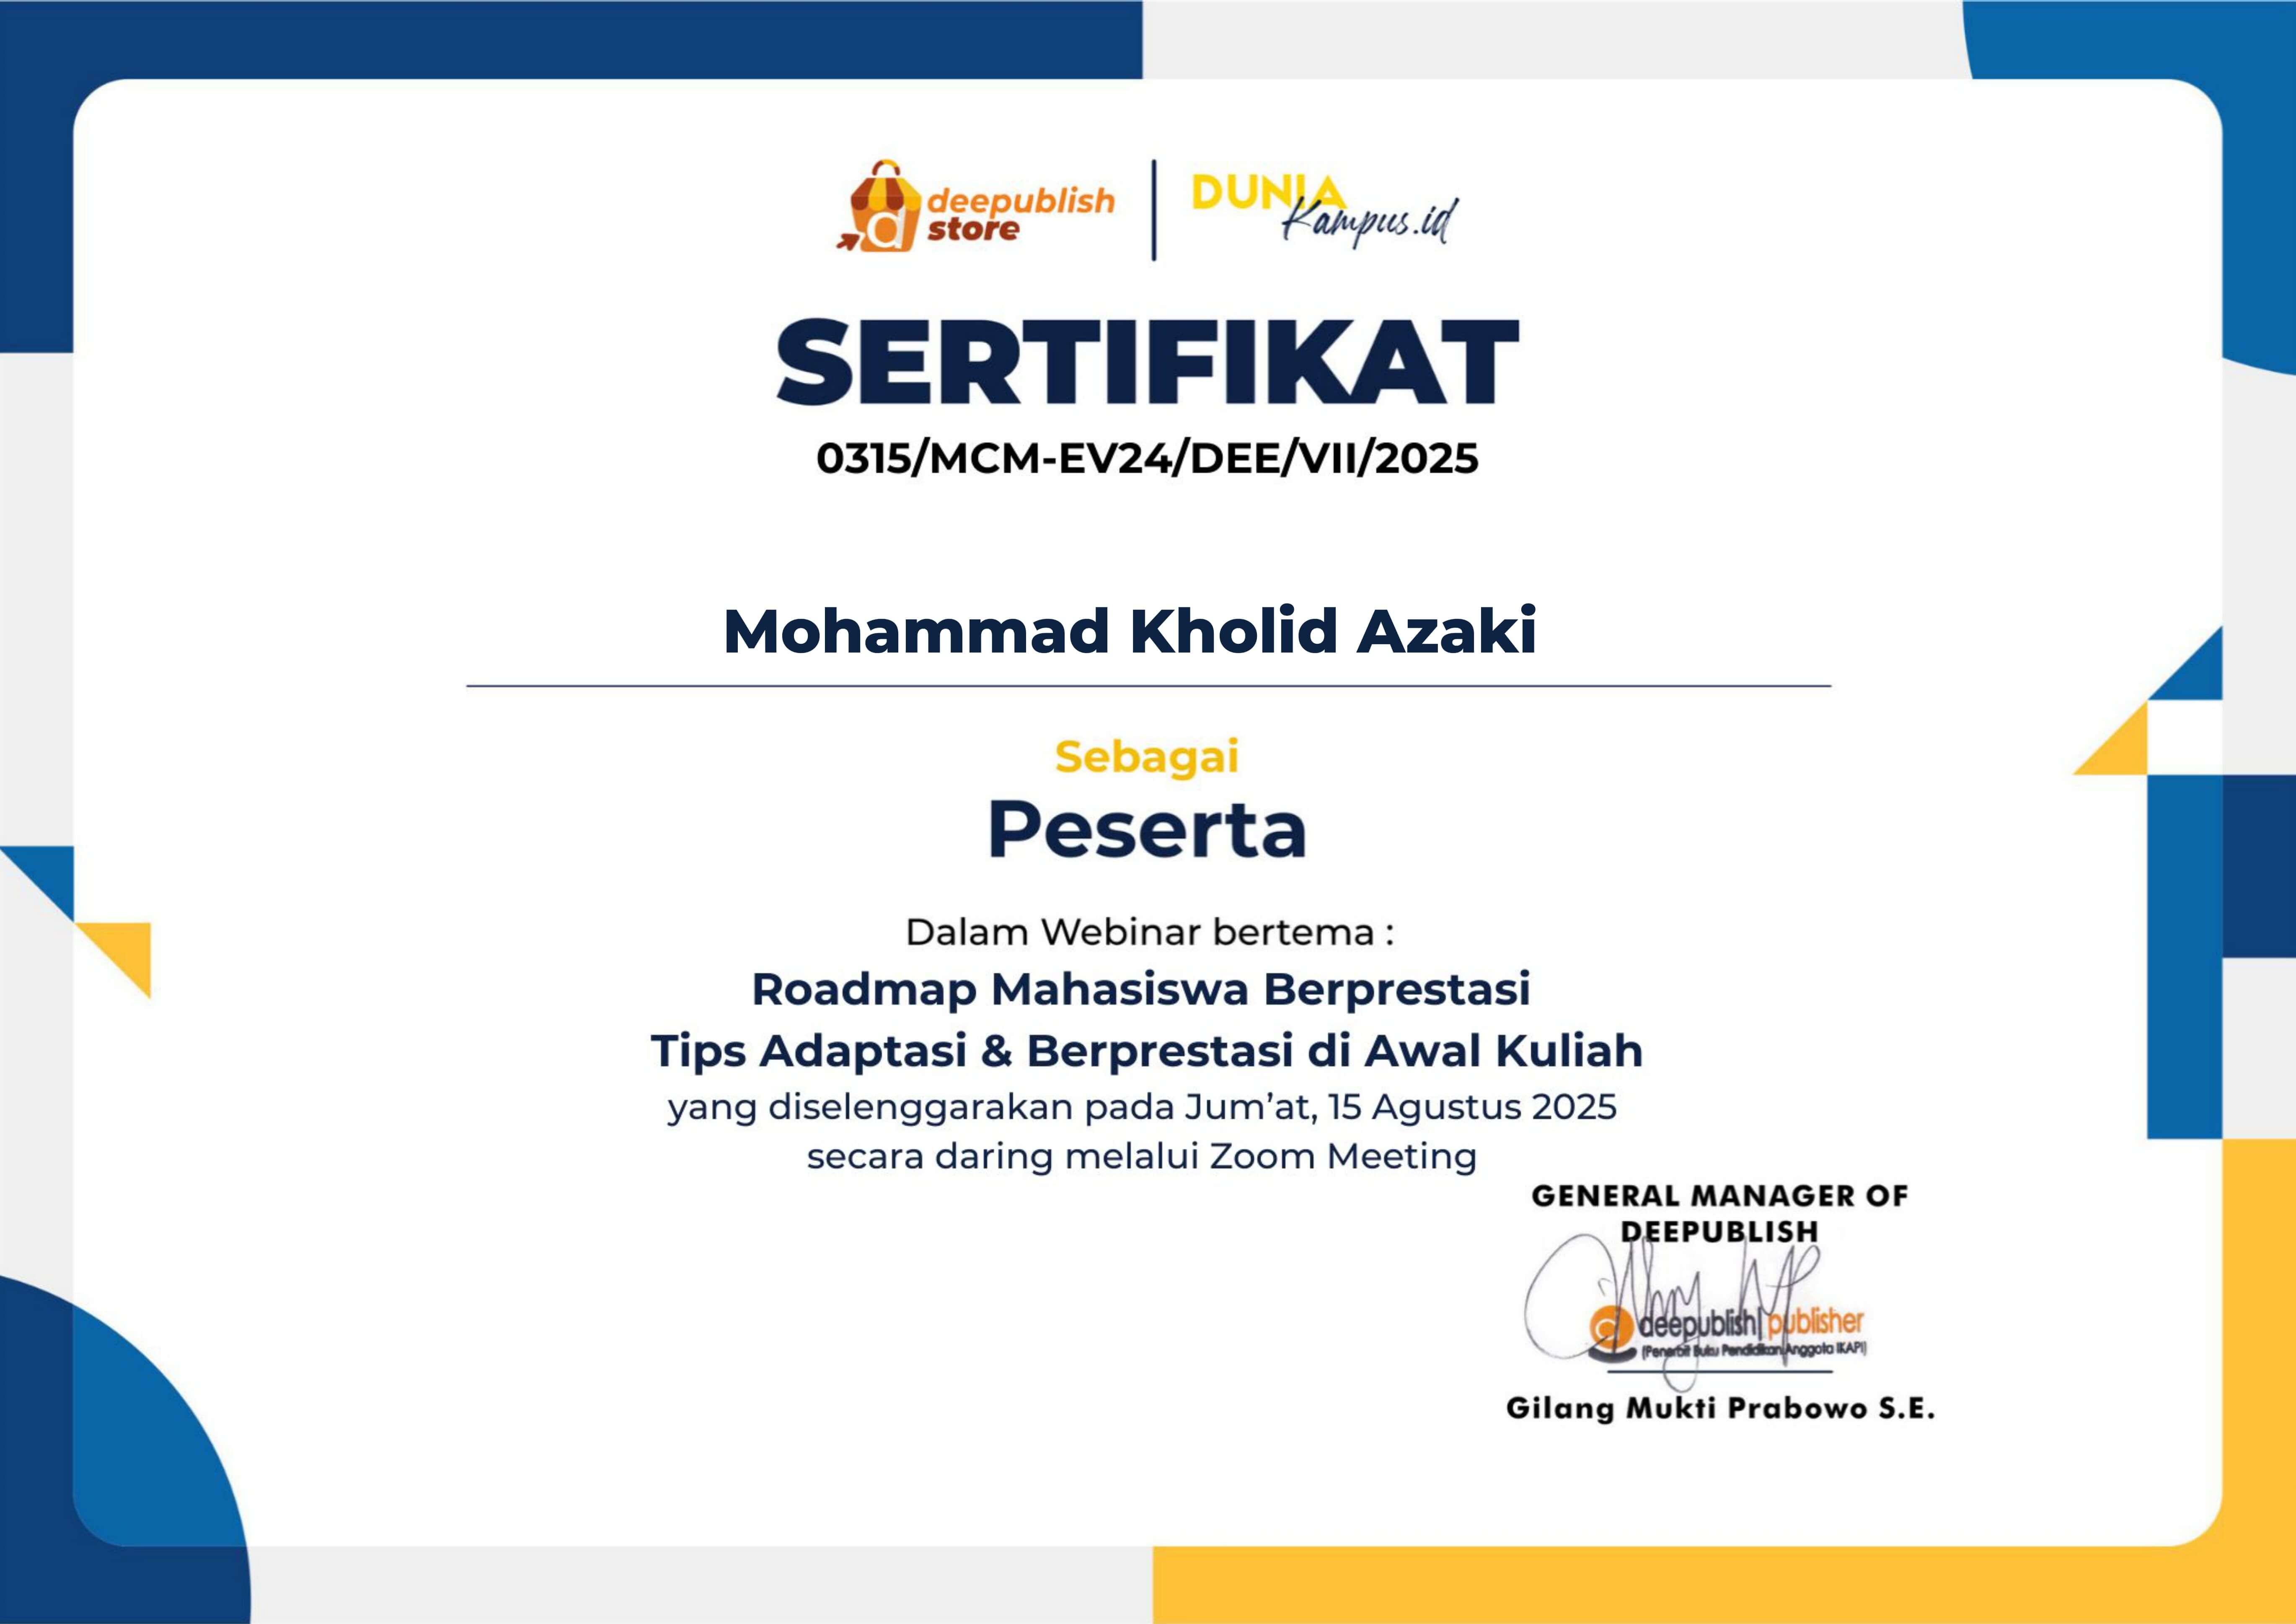 deepublish
store
DUNIA
Kampus.id
SERTIFIKAT
0315/MCM-EV24/DEE/VII/2025
Mohammad Kholid Azaki
Sebagai
Peserta
Dalam Webinar bertema :
Roadmap Mahasiswa Berprestasi
Tips Adaptasi & Berprestasi di Awal Kuliah
yang diselenggarakan pada Jum’at, 15 Agustus 2025
secara daring melalui Zoom Meeting
GENERAL MANAGER OF
DEEPUBLISH
deepublish publisher
(Penerbit Buku Pendidikan Anggota IKAPI)
Gilang Mukti Prabowo S.E.